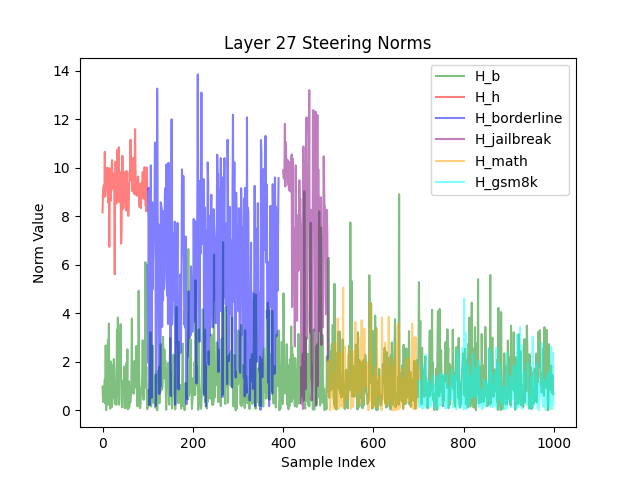 Layer 27 Steering Norms
14
12
10
8
6
4
2
0
Norm Value
H_b
H_h
H_borderline
H_jailbreak
H_math
H_gsm8k
0
200
400
600
800
1000
Sample Index